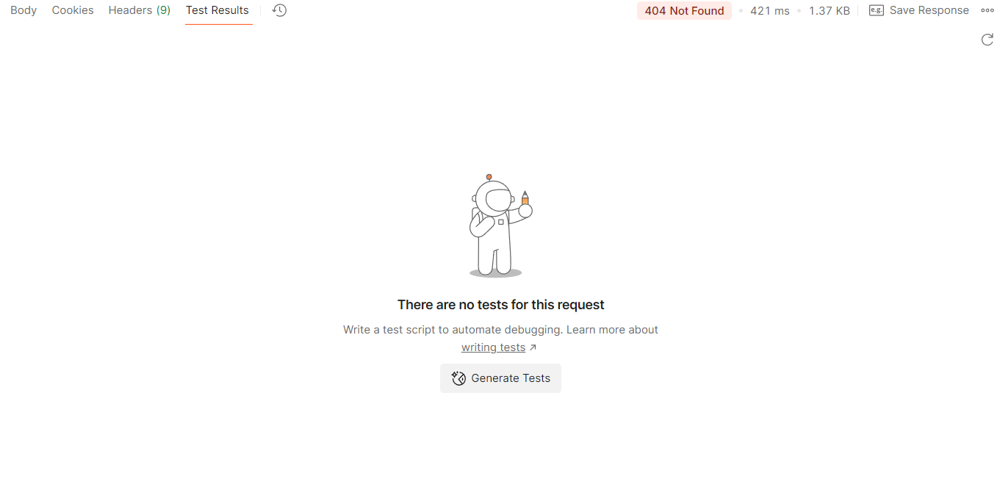 Body Cookies Headers (9) Test Results 404 Not Found 421 ms 1.37 KB e.g. Save Response
There are no tests for this request
Write a test script to automate debugging. Learn more about
writing tests ↗
Generate Tests